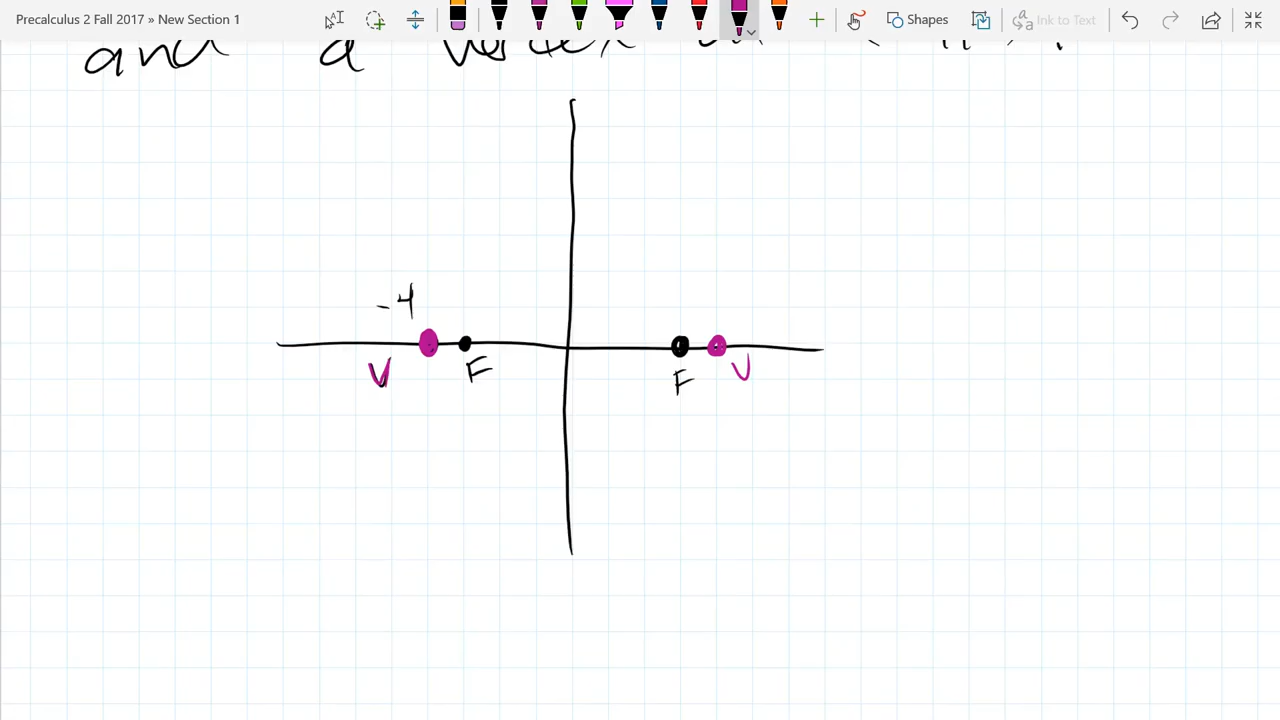 Precalculus 2 Fall 2017 » New Section 1
Shapes
Ink to Text
and a vertex
-4
V F F V